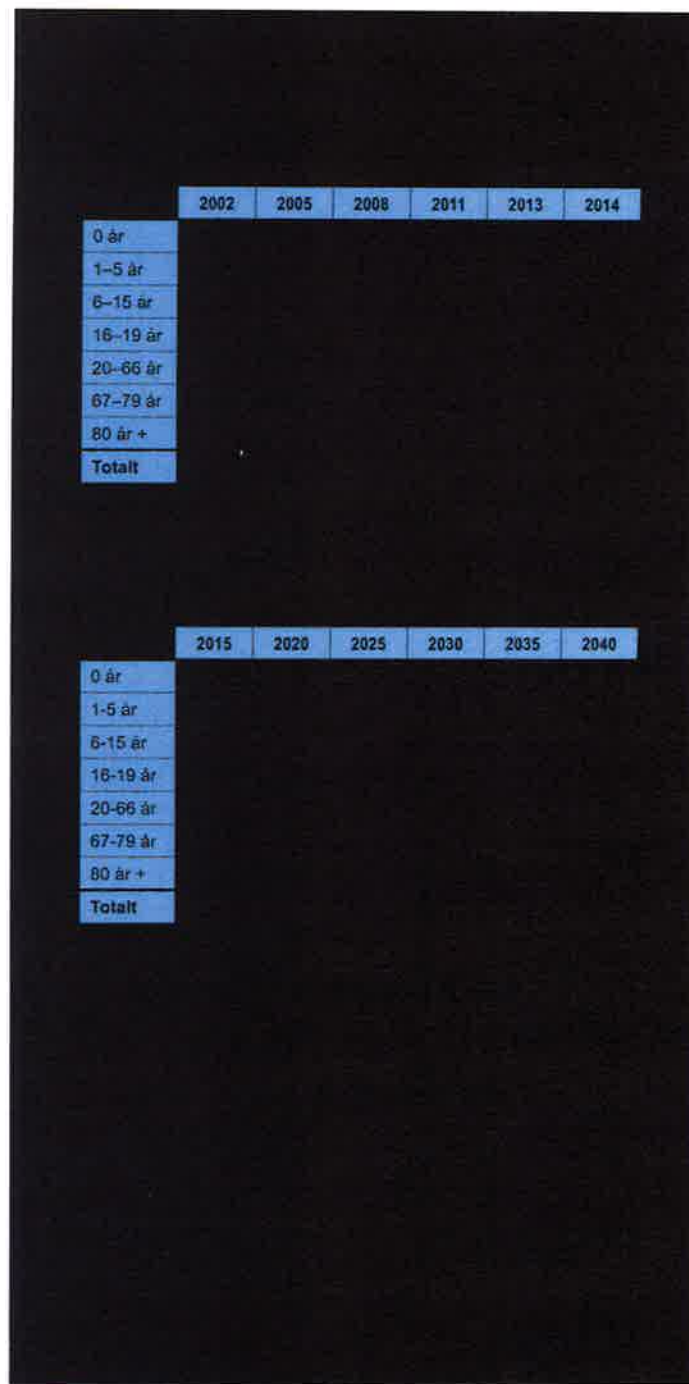 2002 2005 2008 2011 2013 2014
0 år
1–5 år
6–15 år
16–19 år
20–66 år
67–79 år
80 år +
Totalt
2015 2020 2025 2030 2035 2040
0 år
1-5 år
6-15 år
16-19 år
20-66 år
67-79 år
80 år +
Totalt